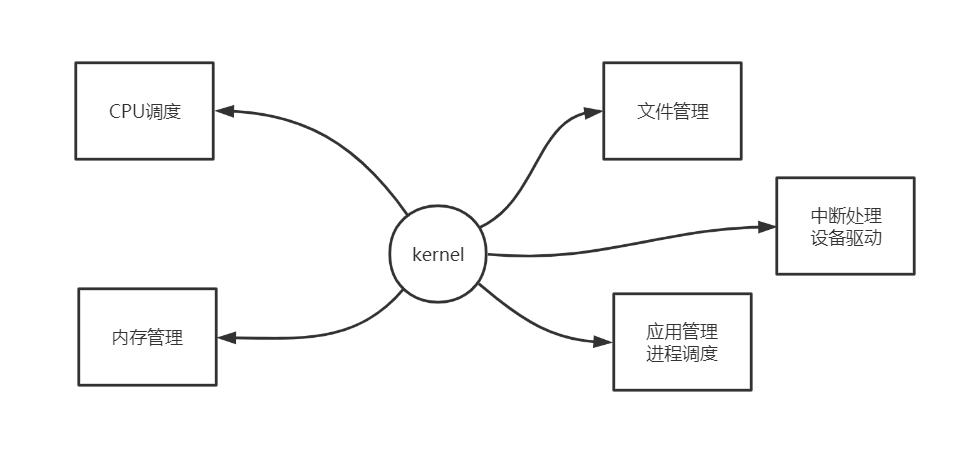 CPU调度
文件管理
中断处理
设备驱动
kernel
内存管理
应用管理
进程调度